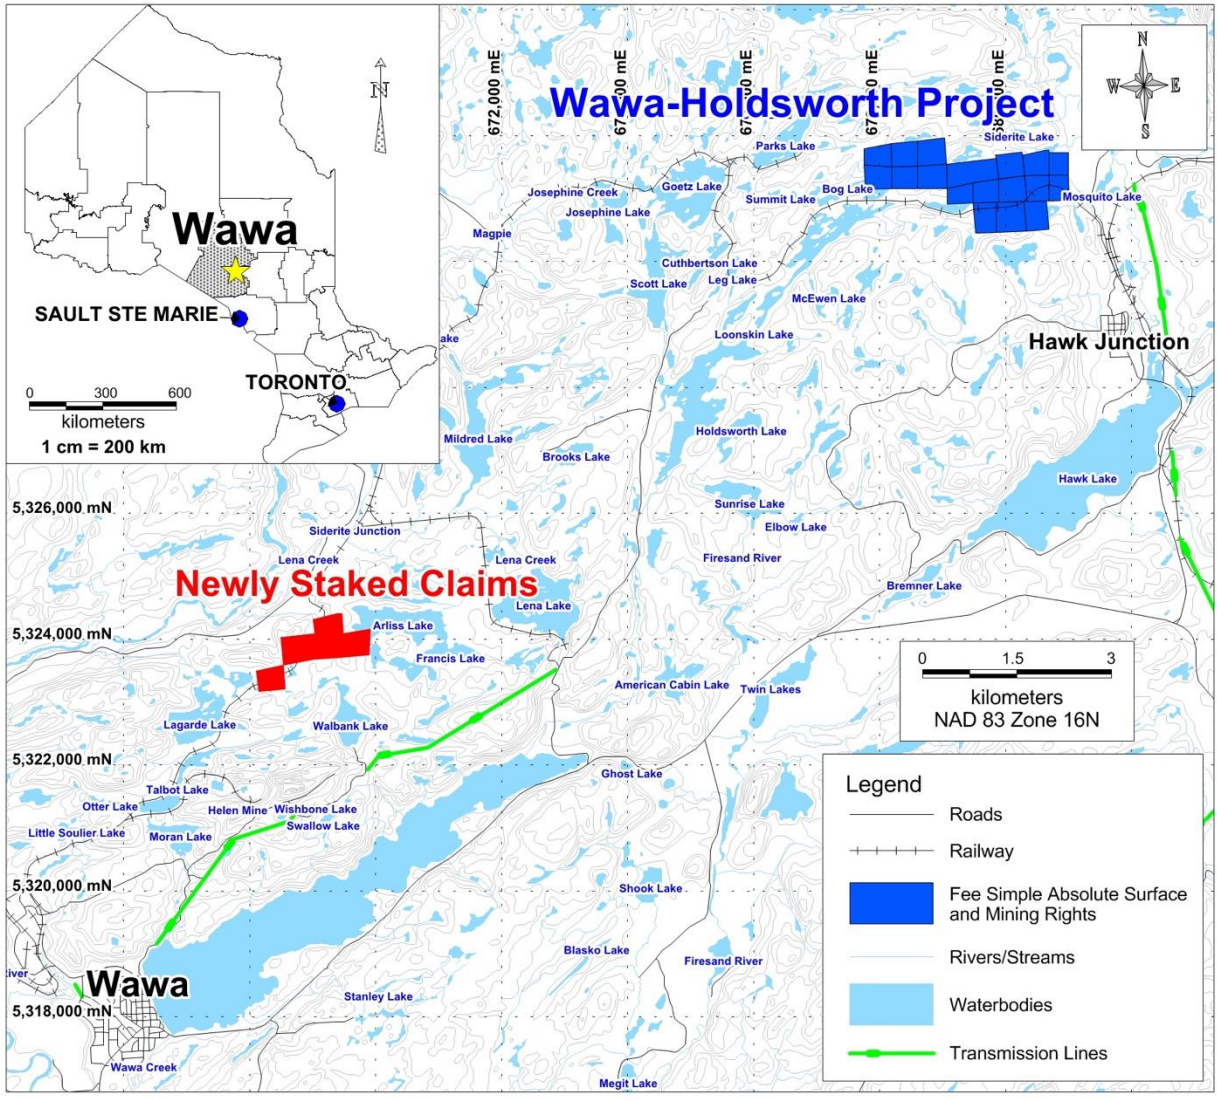 Wawa-Holdsworth Project
N
W
E
S
N
Wawa
SAULT STE MARIE
TORONTO
0 300 600
kilometers
1 cm = 200 km
672,000 mE
Siderite Lake
Parks Lake
Goetz Lake
Bog Lake
Josephine Creek
Summit Lake
Mosquito Lake
Josephine Lake
Magpie
Cuthbertson Lake
Scott Lake
Leg Lake
McEwen Lake
Loonskin Lake
ake
Hawk Junction
Mildred Lake
Holdsworth Lake
Brooks Lake
Hawk Lake
5,326,000 mN
Sunrise Lake
Siderite Junction
Elbow Lake
Lena Creek
Lena Creek
Firesand River
Newly Staked Claims
Bremner Lake
Lena Lake
Arliss Lake
5,324,000 mN
Francis Lake
0 1.5 3
kilometers
NAD 83 Zone 16N
American Cabin Lake
Twin Lakes
Lagarde Lake
Walbank Lake
5,322,000 mN
Ghost Lake
Talbot Lake
Otter Lake
Helen Mine
Wishbone Lake
Swallow Lake
Little Soulier Lake
Moran Lake
5,320,000 mN
Shook Lake
Blasko Lake
Firesand River
iver
Wawa
Stanley Lake
5,318,000 mN
Wawa Creek
Megit Lake
Legend
Roads
Railway
Fee Simple Absolute Surface
and Mining Rights
Rivers/Streams
Waterbodies
Transmission Lines